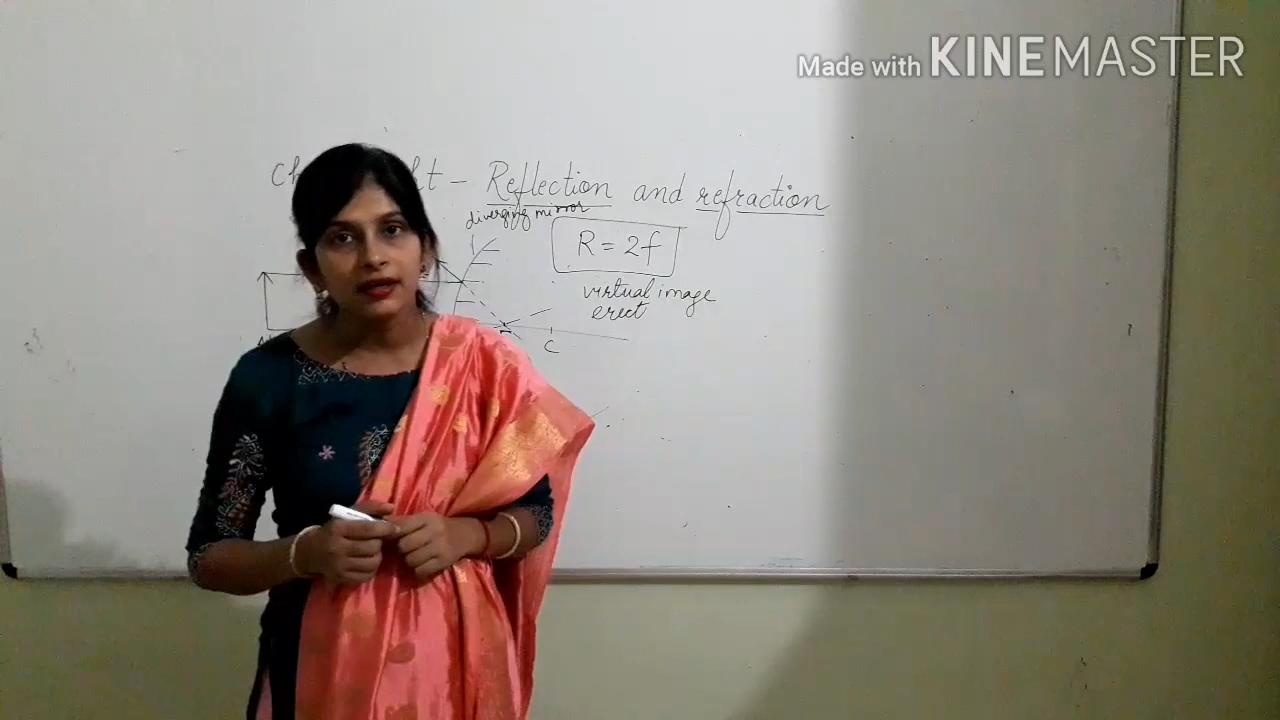 Made with KINEMASTER
– Reflection and refraction
diverging mirror
R = 2f
virtual image
erect
C